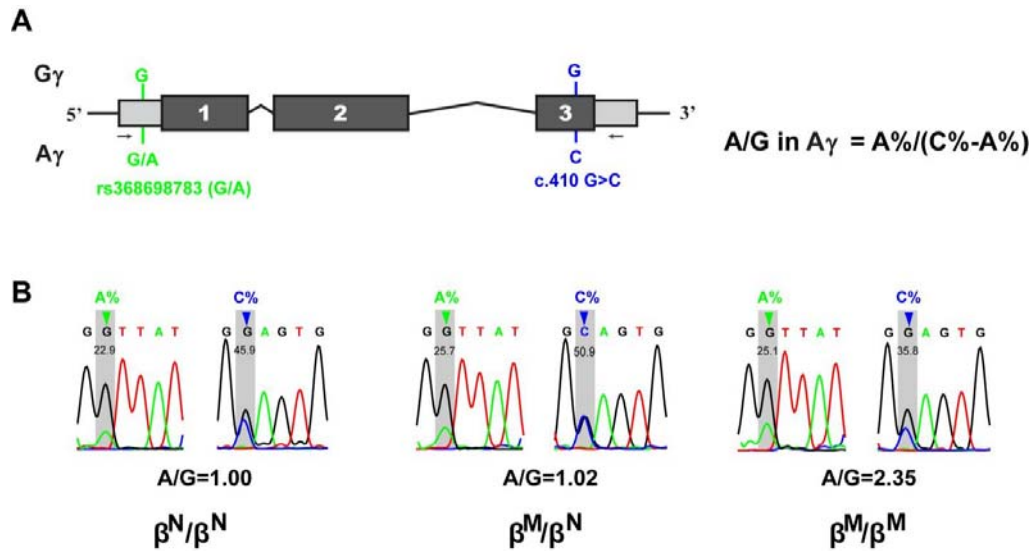 A
Gγ
G
G
5'
1
2
3
3'
Aγ
G/A
C
rs368698783 (G/A)
c.410 G>C
A/G in Aγ = A%/(C%-A%)
B
A% C% A% C% A% C%
G G T T A T G G A G T G G G T T A T G C A G T G G G T T A T G G A G T G
22.9 45.9 25.7 50.9 25.1 35.8
A/G=1.00 A/G=1.02 A/G=2.35
βN/βN βM/βN βM/βM